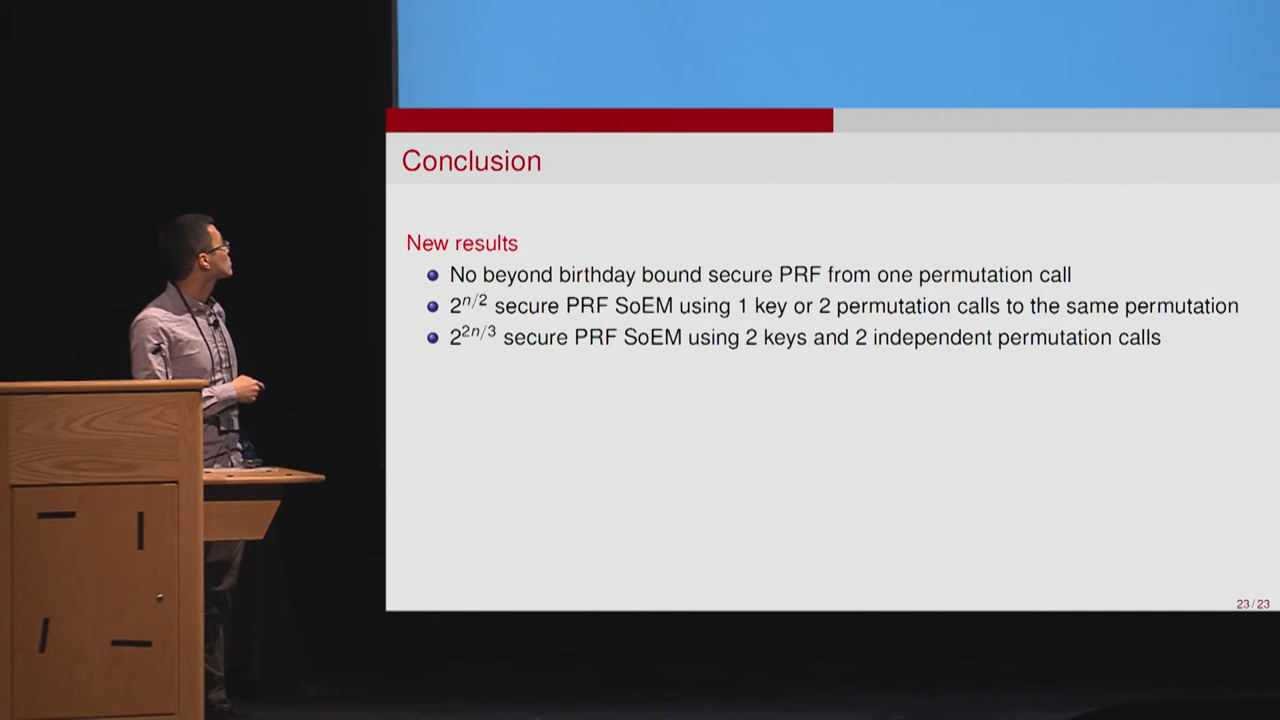 Conclusion
New results
No beyond birthday bound secure PRF from one permutation call
2^{n/2} secure PRF SoEM using 1 key or 2 permutation calls to the same permutation
2^{2n/3} secure PRF SoEM using 2 keys and 2 independent permutation calls
23 / 23